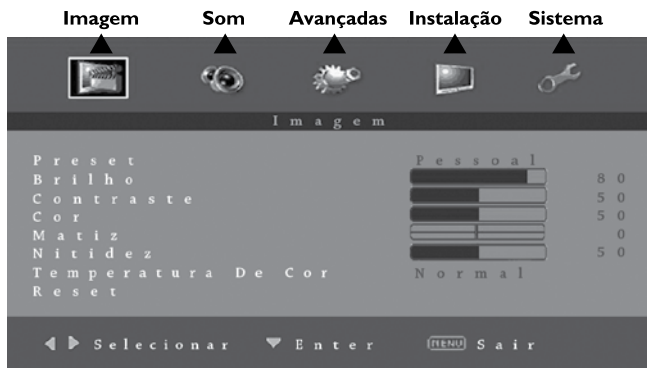 Imagem Som Avançadas Instalação Sistema
Imagem
Preset Pessoal
Brilho 80
Contraste 50
Cor 50
Matiz 0
Nitidez 50
Temperatura De Cor Normal
Reset
Selecionar Enter MENU Sair